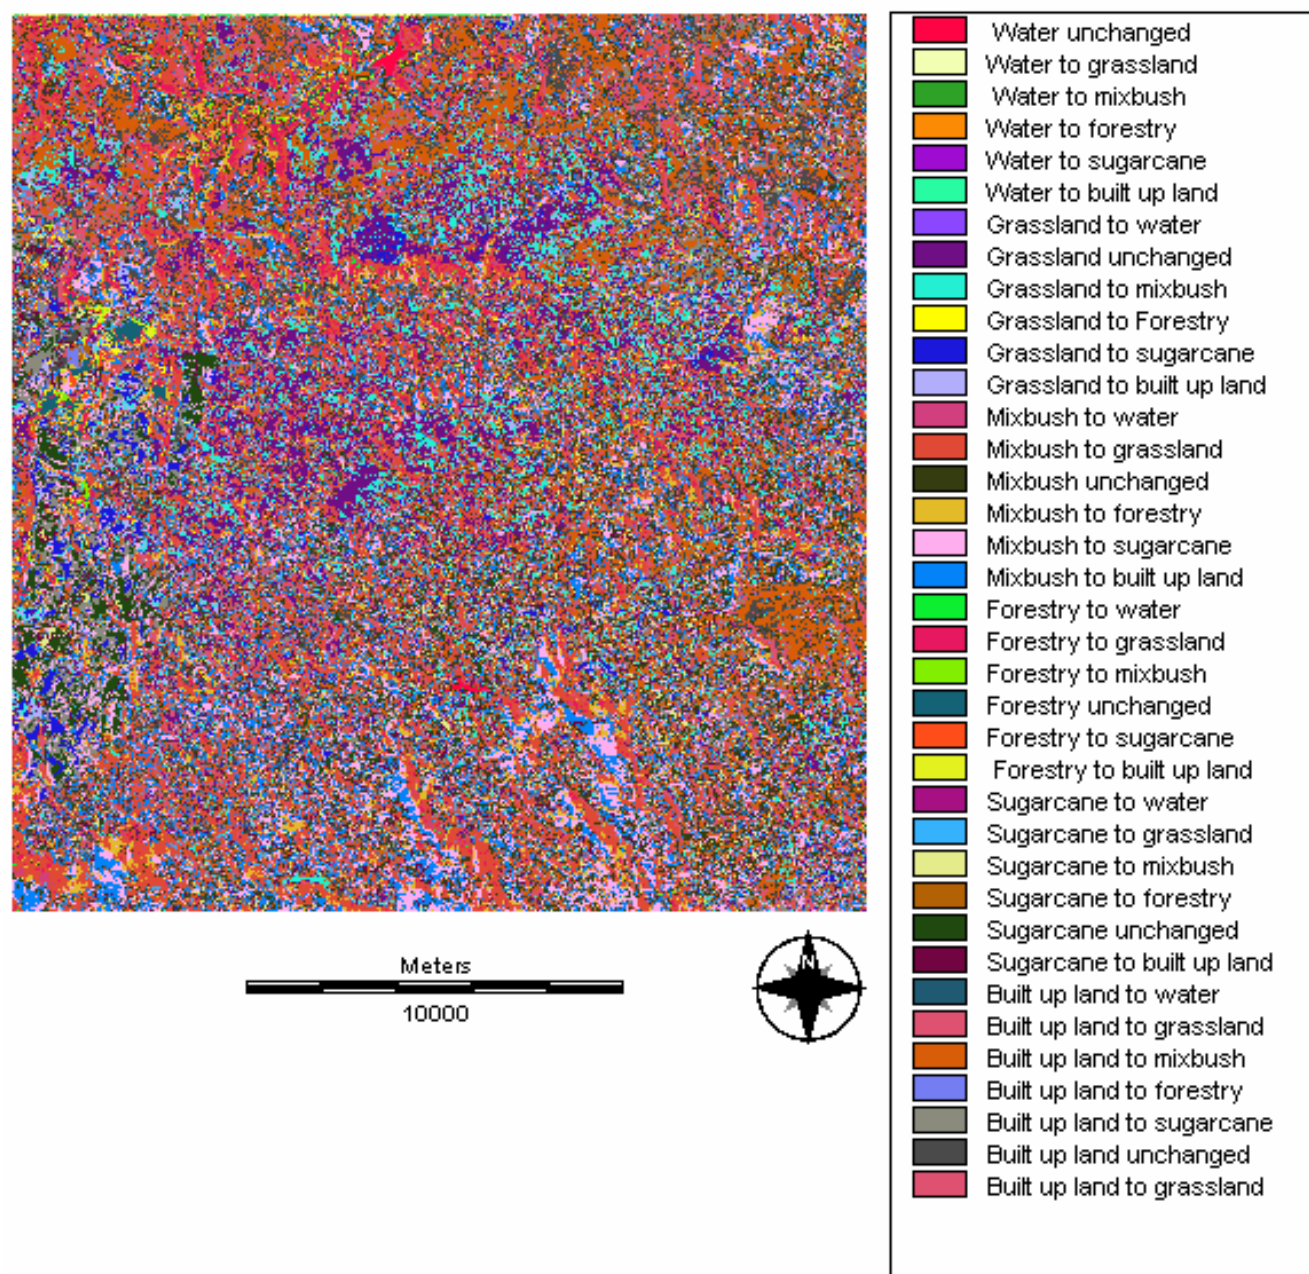 Water unchanged
Water to grassland
Water to mixbush
Water to forestry
Water to sugarcane
Water to built up land
Grassland to water
Grassland unchanged
Grassland to mixbush
Grassland to Forestry
Grassland to sugarcane
Grassland to built up land
Mixbush to water
Mixbush to grassland
Mixbush unchanged
Mixbush to forestry
Mixbush to sugarcane
Mixbush to built up land
Forestry to water
Forestry to grassland
Forestry to mixbush
Forestry unchanged
Forestry to sugarcane
Forestry to built up land
Sugarcane to water
Sugarcane to grassland
Sugarcane to mixbush
Sugarcane to forestry
Sugarcane unchanged
Sugarcane to built up land
Built up land to water
Built up land to grassland
Built up land to mixbush
Built up land to forestry
Built up land to sugarcane
Built up land unchanged
Built up land to grassland
Meters
10000
N